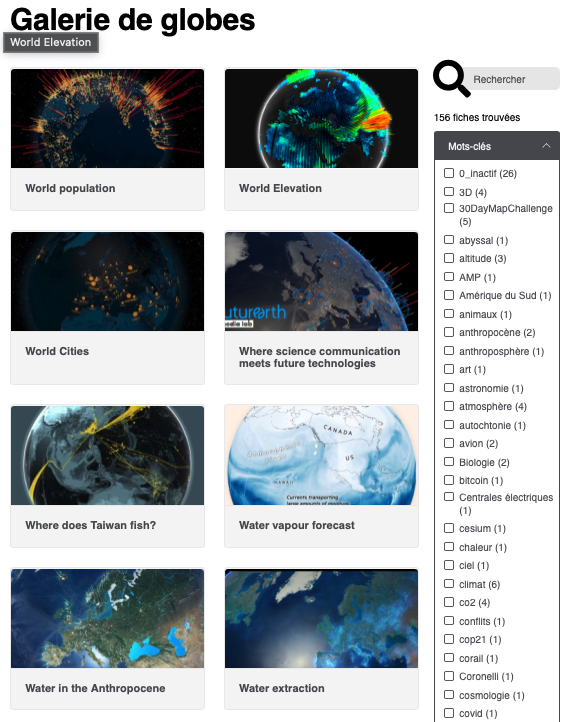 Galerie de globes
World Elevation
Rechercher
156 fiches trouvées
World population
World Elevation
World Cities
uturerth
media lab
Where science communication
meets future technologies
Where does Taiwan fish?
CANADA
US
HAWAII
Currents transporting
large amounts of moisture
Water vapour forecast
Water in the Anthropocene
Water extraction
Mots-clés
0_inactif (26)
3D (4)
30DayMapChallenge
(5)
abyssal (1)
altitude (3)
AMP (1)
Amérique du Sud (1)
animaux (1)
anthropocène (2)
anthroposphère (1)
art (1)
astronomie (1)
atmosphère (4)
autochtonie (1)
avion (2)
Biologie (2)
bitcoin (1)
Centrales électriques
(1)
cesium (1)
chaleur (1)
ciel (1)
climat (6)
co2 (4)
conflits (1)
cop21 (1)
corail (1)
Coronelli (1)
cosmologie (1)
covid (1)